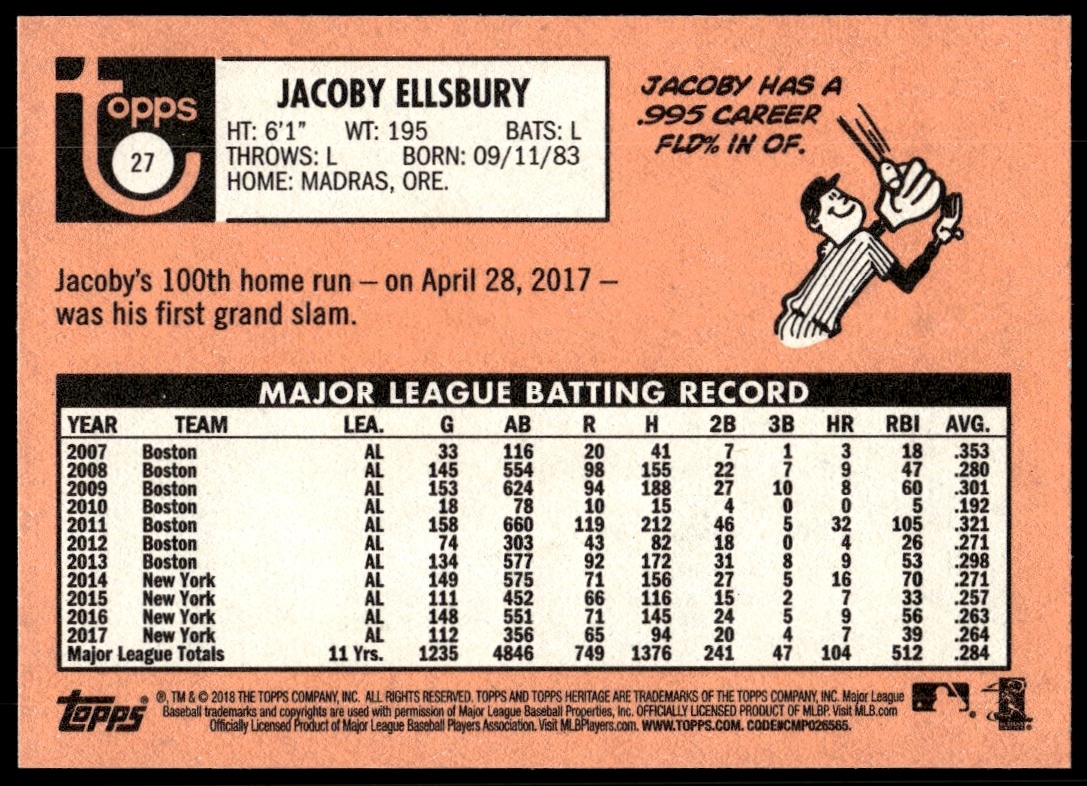 topps
27
JACOBY ELLSBURY
HT: 6'1" WT: 195 BATS: L
THROWS: L BORN: 09/11/83
HOME: MADRAS, ORE.
JACOBY HAS A
.995 CAREER
FLD% IN OF.
Jacoby's 100th home run – on April 28, 2017 –
was his first grand slam.
MAJOR LEAGUE BATTING RECORD
YEAR TEAM LEA. G AB R H 2B 3B HR RBI AVG.
2007 Boston AL 33 116 20 41 7 1 3 18 .353
2008 Boston AL 145 554 98 155 22 7 9 47 .280
2009 Boston AL 153 624 94 188 27 10 8 60 .301
2010 Boston AL 18 78 10 15 4 0 0 5 .192
2011 Boston AL 158 660 119 212 46 5 32 105 .321
2012 Boston AL 74 303 43 82 18 0 4 26 .271
2013 Boston AL 134 577 92 172 31 8 9 53 .298
2014 New York AL 149 575 71 156 27 5 16 70 .271
2015 New York AL 111 452 66 116 15 2 7 33 .257
2016 New York AL 148 551 71 145 24 5 9 56 .263
2017 New York AL 112 356 65 94 20 4 7 39 .264
Major League Totals 11 Yrs. 1235 4846 749 1376 241 47 104 512 .284
Topps
®, TM & © 2018 THE TOPPS COMPANY, INC. ALL RIGHTS RESERVED. TOPPS AND TOPPS HERITAGE ARE TRADEMARKS OF THE TOPPS COMPANY, INC. Major League
Baseball trademarks and copyrights are used with permission of Major League Baseball Properties, Inc. OFFICIALLY LICENSED PRODUCT OF MLBP. Visit MLB.com
Officially Licensed Product of Major League Baseball Players Association. Visit MLBPlayers.com. WWW.TOPPS.COM. CODE#CMP026565.